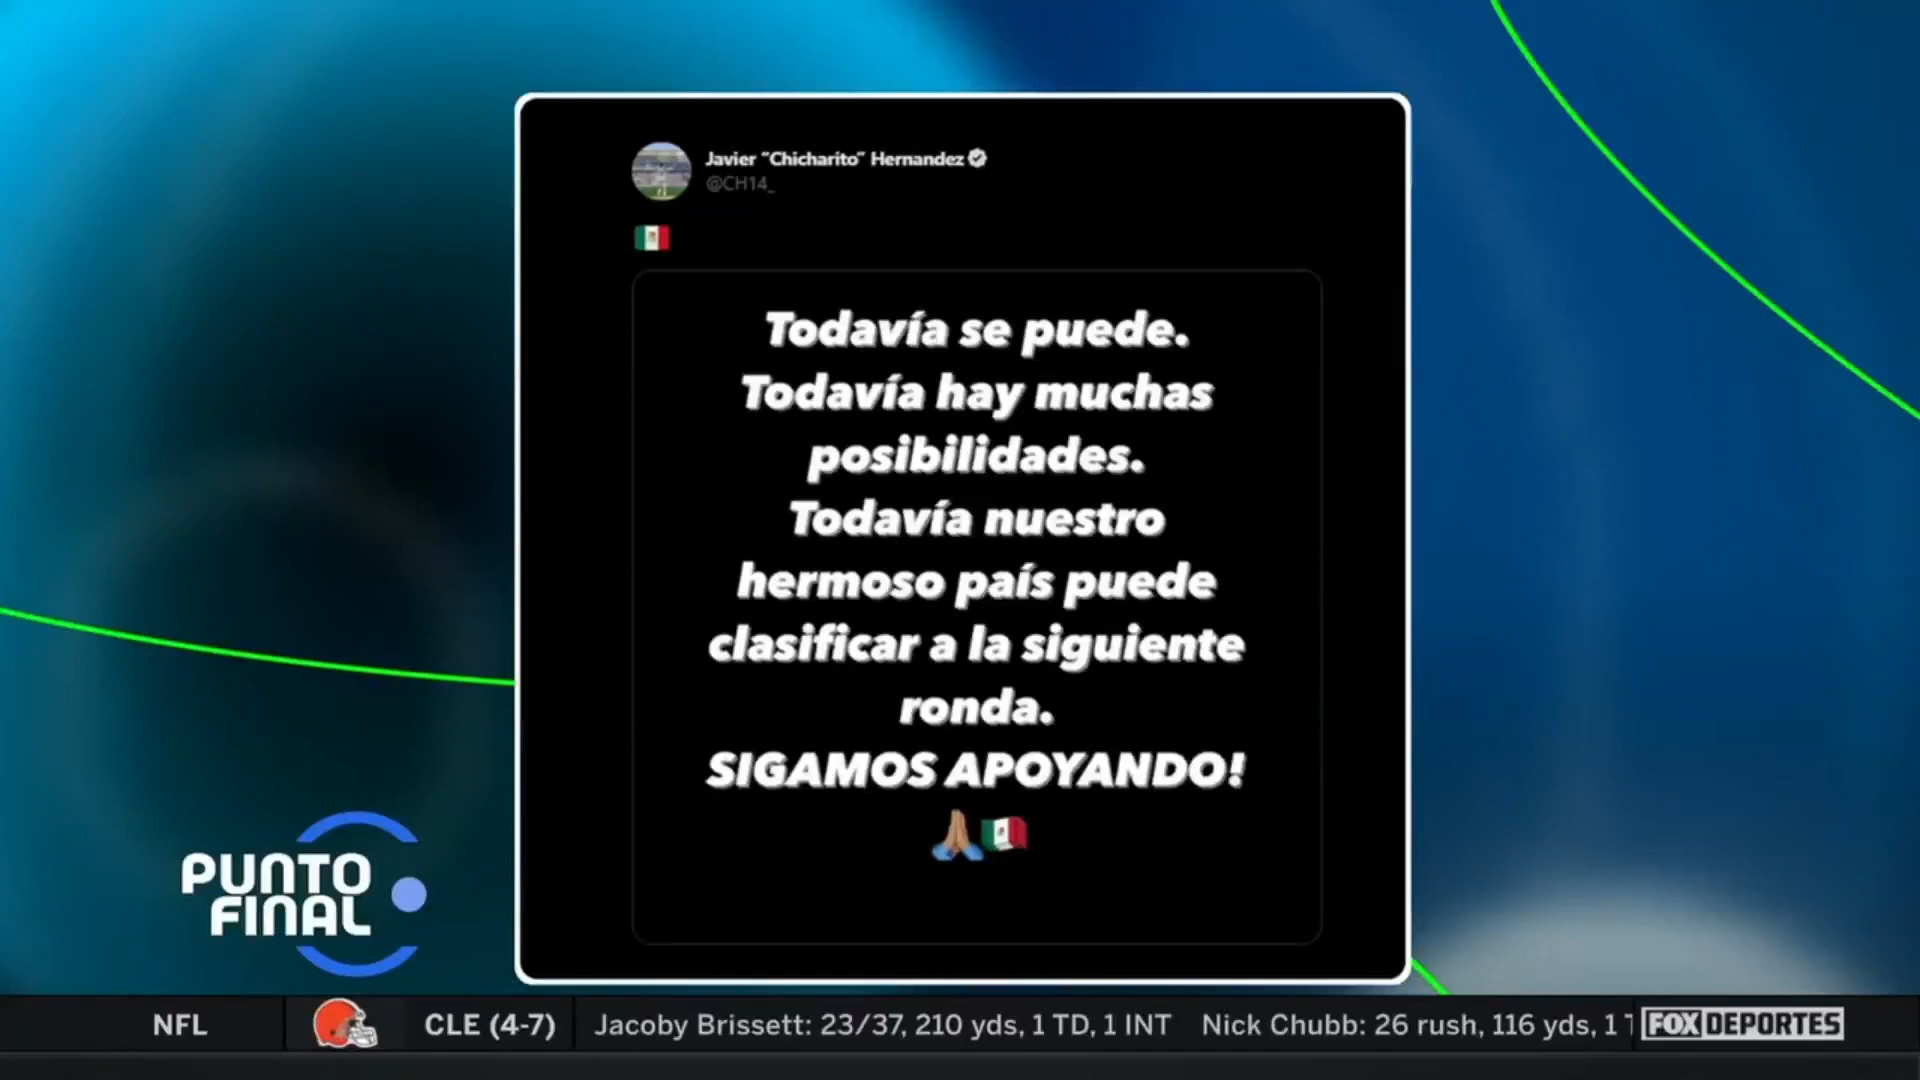 Javier "Chicharito" Hernandez
@CH14_
Todavía se puede.
Todavía hay muchas
posibilidades.
Todavía nuestro
hermoso país puede
clasificar a la siguiente
ronda.
SIGAMOS APOYANDO!
PUNTO
FINAL
NFL
CLE (4-7)
Jacoby Brissett: 23/37, 210 yds, 1 TD, 1 INT Nick Chubb: 26 rush, 116 yds, 1
FOX DEPORTES